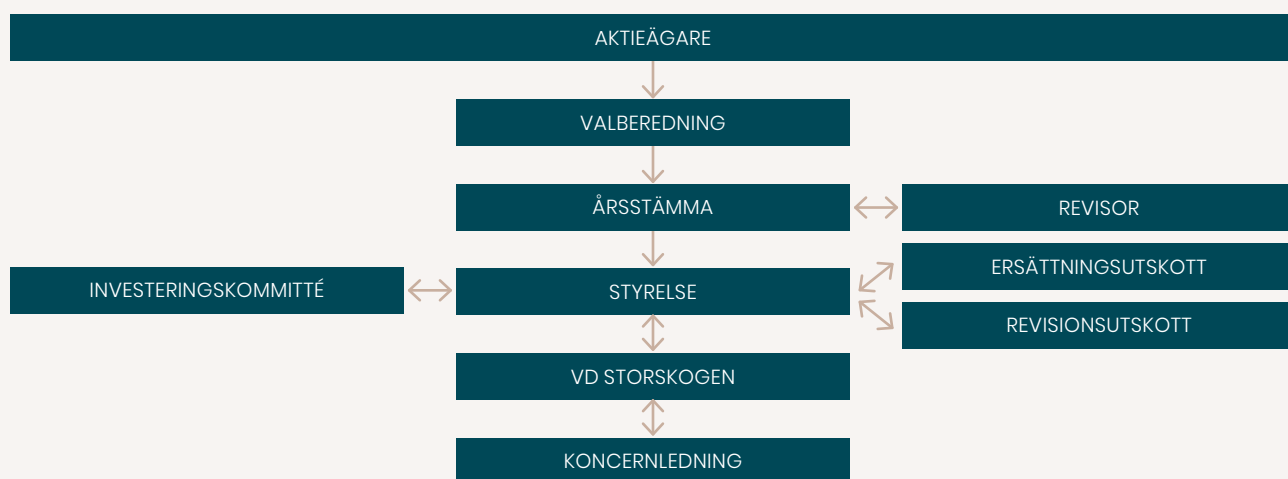 AKTIEÄGARE
VALBEREDNING
ÅRSSTÄMMA
REVISOR
ERSÄTTNINGSUTSKOTT
INVESTERINGSKOMMITTÉ
STYRELSE
REVISIONSUTSKOTT
VD STORSKOGEN
KONCERNLEDNING